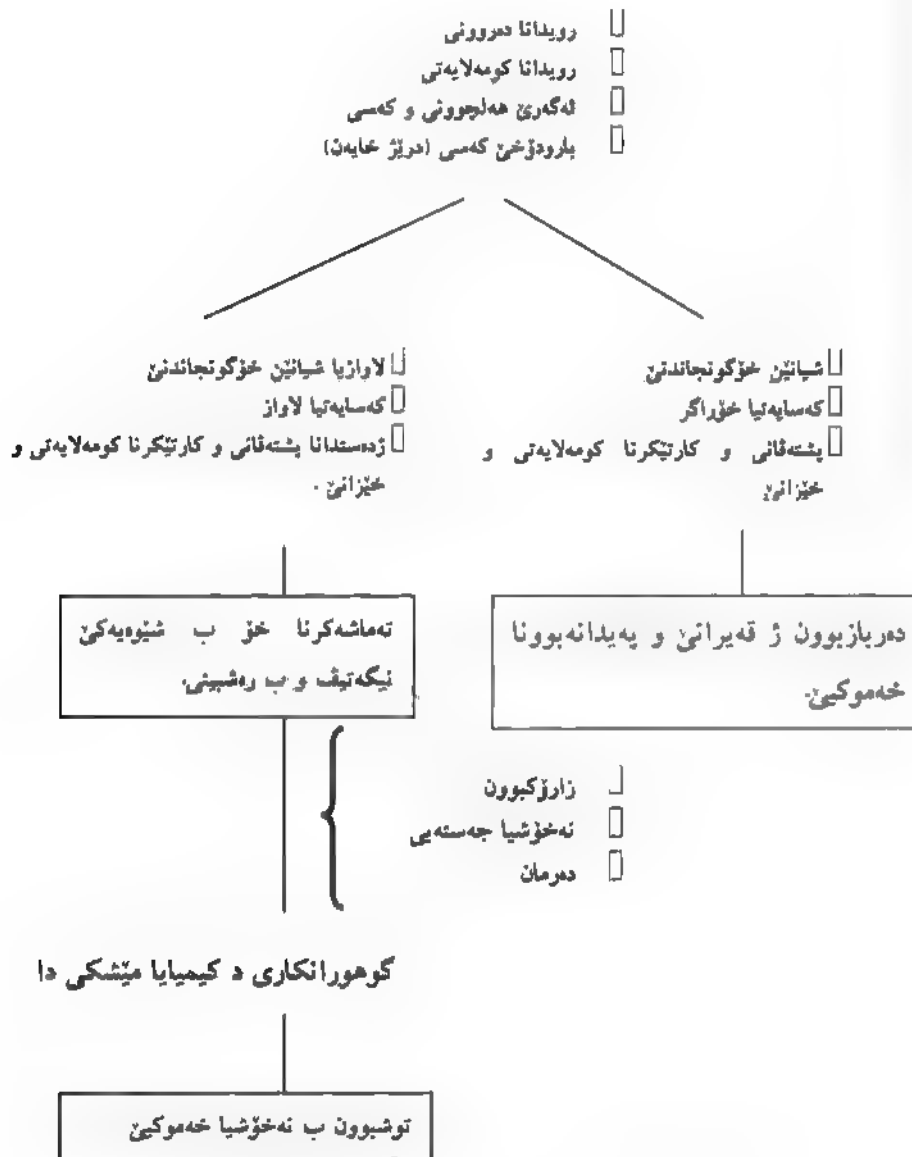 رویدانا دەروونی
رویدانا کومەلایەتی
ئەگەرێ هەلچوونی و کەسی
بارودۆخێ کەسی (درێژ خایەن)
شیانێن خۆگونجاندنێ
کەسایەتیا خۆراگر
پشتەڤانی و کارتێکرنا کومەلایەتی و
خێزانێ
لاوازیا شیانێن خۆگونجاندنێ
کەسایەتیا لاواز
ژدەستدانا پشتەڤانی و کارتێکرنا کومەلایەتی و
خێزانێ .
دەربازبوون ژ قەیرانێ و پەیدانەبوونا
خەموکیێ.
تەماشەکرنا خۆ ب شێوەیەکێ
نیگەتیڤ و ب رەشبینی.
زارۆکبوون
نەخۆشیا جەستەیی
دەرمان
گوهورانکاری د کیمیایا مێشکی دا
توشبوون ب نەخۆشیا خەموکیێ